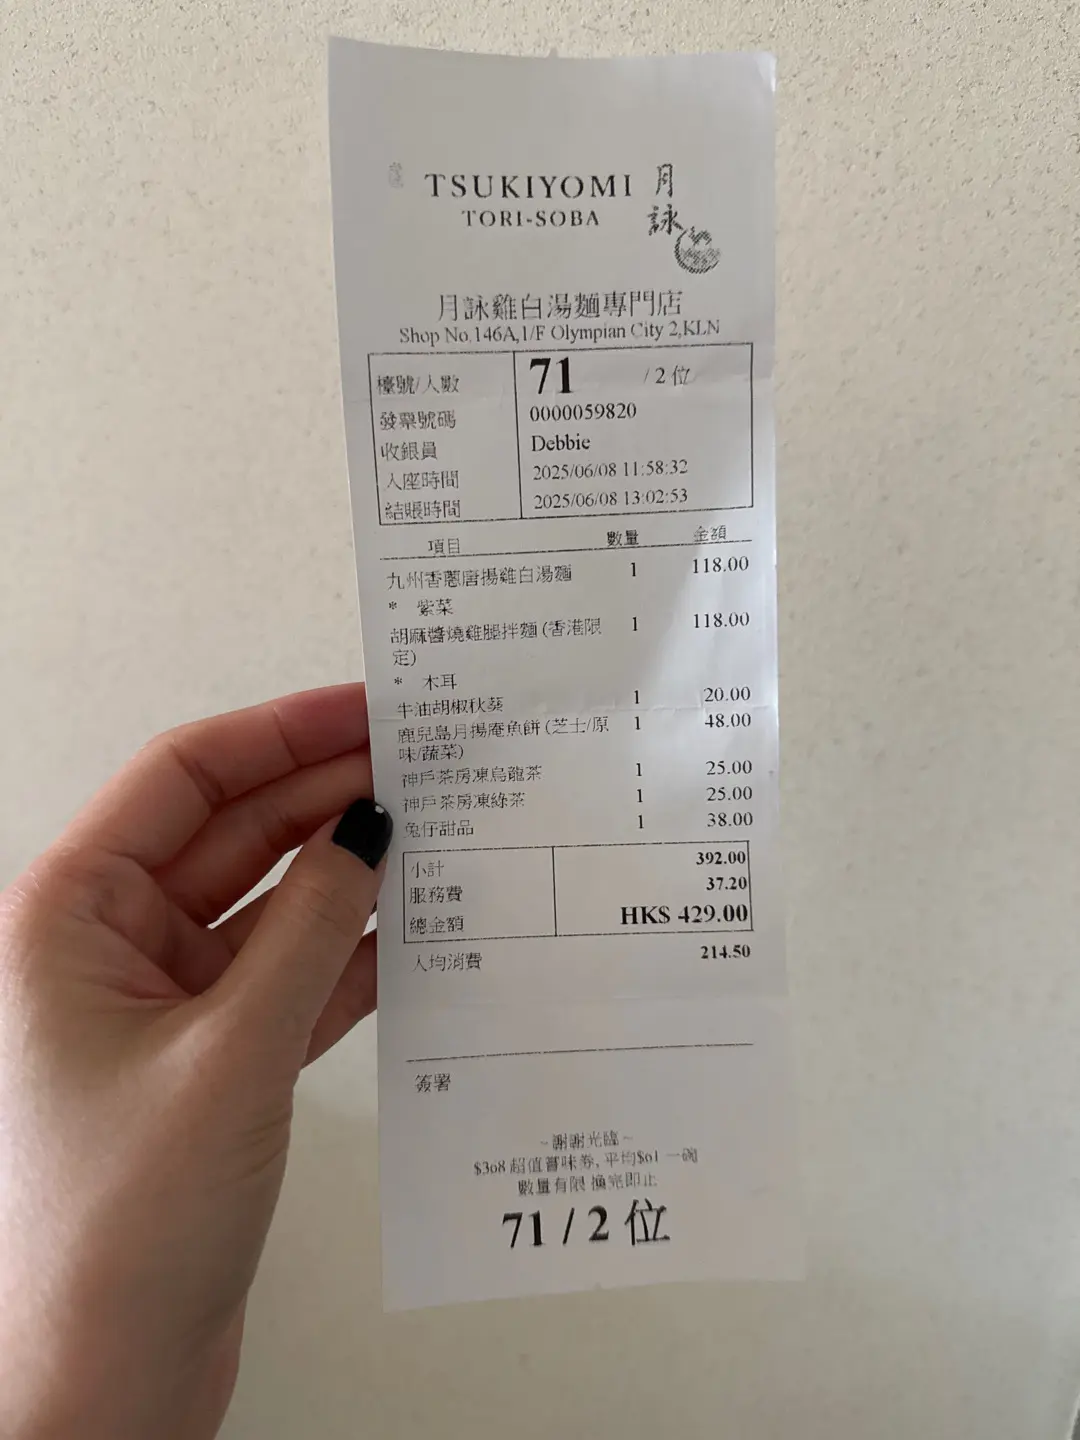 TSUKIYOMI 月詠
TORI-SOBA
月詠雞白湯麵專門店
Shop No.146A,1/F Olympian City 2,KLN
檯號/人數 71 / 2 位
發票號碼 0000059820
收銀員 Debbie
入座時間 2025/06/08 11:58:32
結賬時間 2025/06/08 13:02:53
項目 數量 金額
九州香蔥唐揚雞白湯麵 1 118.00
* 紫菜
胡麻醬燒雞腿拌麵 (香港限 1 118.00
定)
* 木耳
牛油胡椒秋葵 1 20.00
鹿兒島月揚庵魚餅 (芝士/原 1 48.00
味/蔬菜)
神戶茶房凍烏龍茶 1 25.00
神戶茶房凍綠茶 1 25.00
兔仔甜品 1 38.00
小計 392.00
服務費 37.20
總金額 HK$ 429.00
人均消費 214.50
簽署
~謝謝光臨~
$368 超值嘗味券, 平均$61 一碗
數量有限 換完即止
71 / 2 位